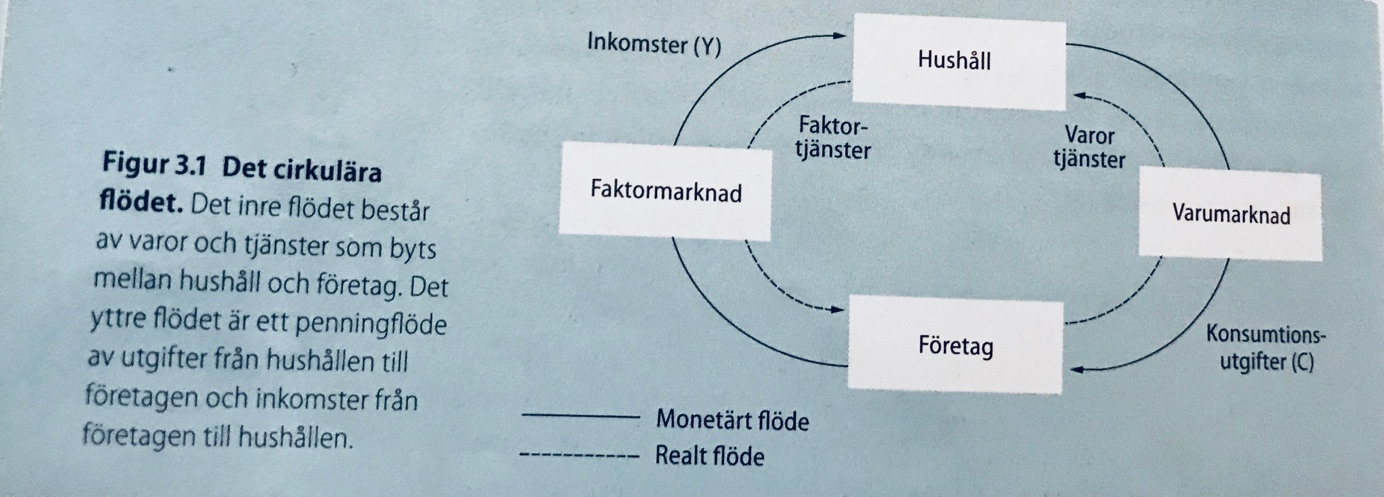 Figur 3.1 Det cirkulära
flödet. Det inre flödet består
av varor och tjänster som byts
mellan hushåll och företag. Det
yttre flödet är ett penningflöde
av utgifter från hushållen till
företagen och inkomster från
företagen till hushållen.
Inkomster (Y)
Hushåll
Faktor-
tjänster
Varor
tjänster
Faktormarknad
Varumarknad
Företag
Konsumtions-
utgifter (C)
Monetärt flöde
Realt flöde